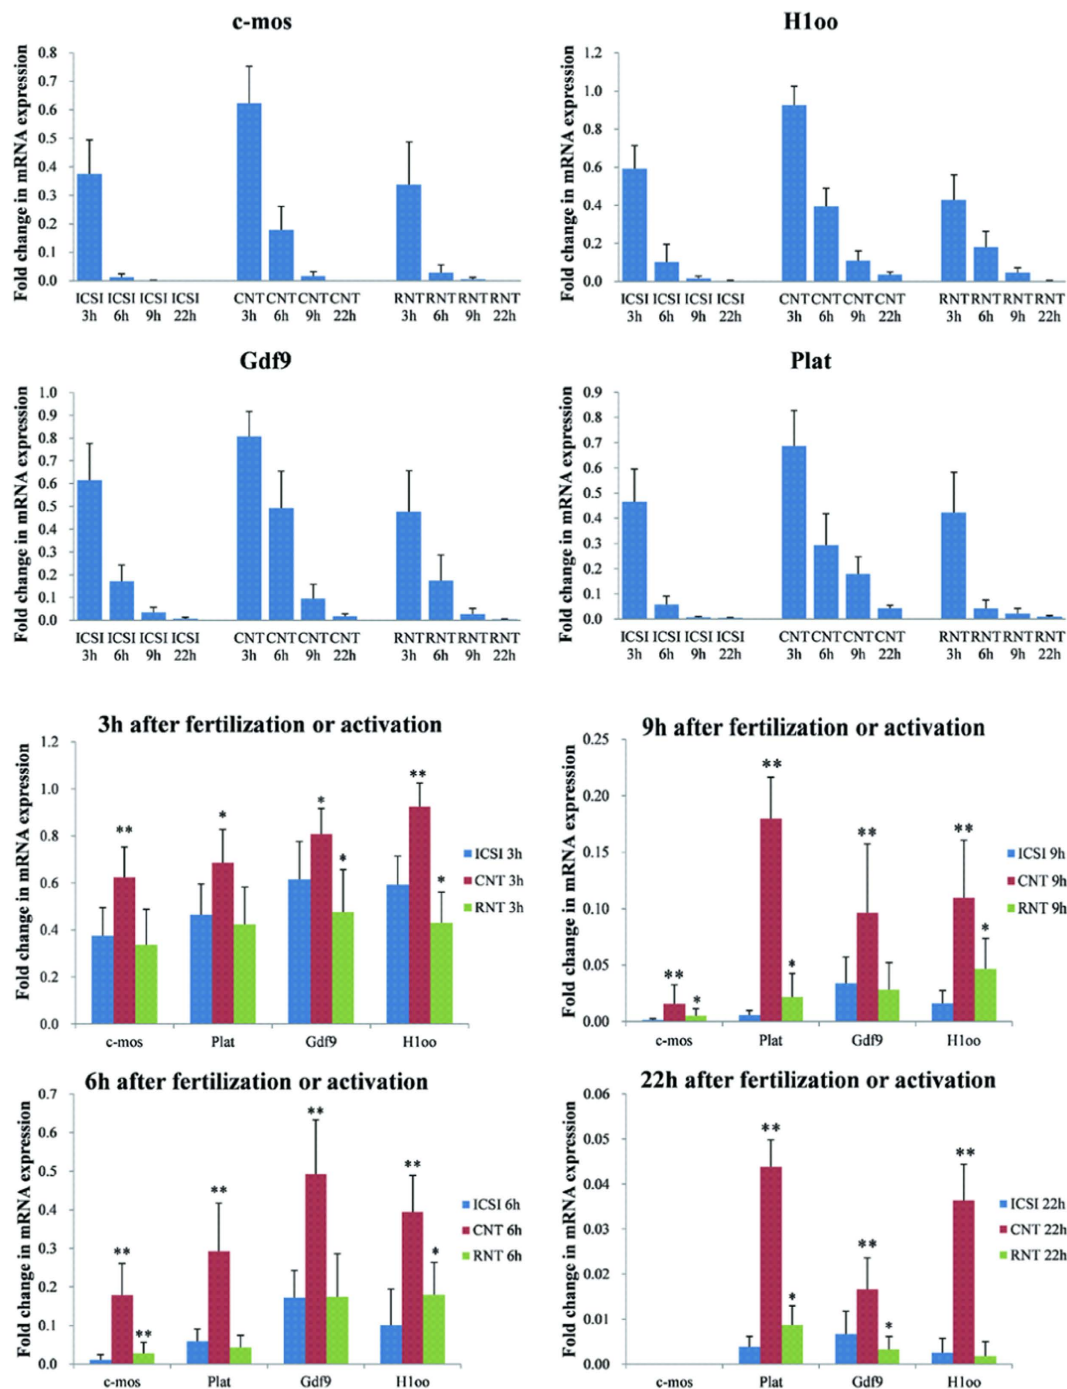 c-mos
Fold change in mRNA expression
0.8
0.7
0.6
0.5
0.4
0.3
0.2
0.1
0.0
ICSI ICSI ICSI ICSI CNT CNT CNT CNT RNT RNT RNT RNT
3h 6h 9h 22h 3h 6h 9h 22h 3h 6h 9h 22h
H1oo
Fold change in mRNA expression
1.2
1.0
0.8
0.6
0.4
0.2
0.0
ICSI ICSI ICSI ICSI CNT CNT CNT CNT RNT RNT RNT RNT
3h 6h 9h 22h 3h 6h 9h 22h 3h 6h 9h 22h
Gdf9
Fold change in mRNA expression
1.0
0.9
0.8
0.7
0.6
0.5
0.4
0.3
0.2
0.1
0.0
ICSI ICSI ICSI ICSI CNT CNT CNT CNT RNT RNT RNT RNT
3h 6h 9h 22h 3h 6h 9h 22h 3h 6h 9h 22h
Plat
Fold change in mRNA expression
0.9
0.8
0.7
0.6
0.5
0.4
0.3
0.2
0.1
0.0
ICSI ICSI ICSI ICSI CNT CNT CNT CNT RNT RNT RNT RNT
3h 6h 9h 22h 3h 6h 9h 22h 3h 6h 9h 22h
3h after fertilization or activation
Fold change in mRNA expression
1.2
1.0
0.8
0.6
0.4
0.2
0.0
** * * * ** *
c-mos Plat Gdf9 H1oo
ICSI 3h
CNT 3h
RNT 3h
9h after fertilization or activation
Fold change in mRNA expression
0.25
0.20
0.15
0.10
0.05
0.00
** * ** * ** ** *
c-mos Plat Gdf9 H1oo
ICSI 9h
CNT 9h
RNT 9h
6h after fertilization or activation
Fold change in mRNA expression
0.7
0.6
0.5
0.4
0.3
0.2
0.1
0.0
** ** ** ** ** *
c-mos Plat Gdf9 H1oo
ICSI 6h
CNT 6h
RNT 6h
22h after fertilization or activation
Fold change in mRNA expression
0.06
0.05
0.04
0.03
0.02
0.01
0.00
** * ** * **
c-mos Plat Gdf9 H1oo
ICSI 22h
CNT 22h
RNT 22h